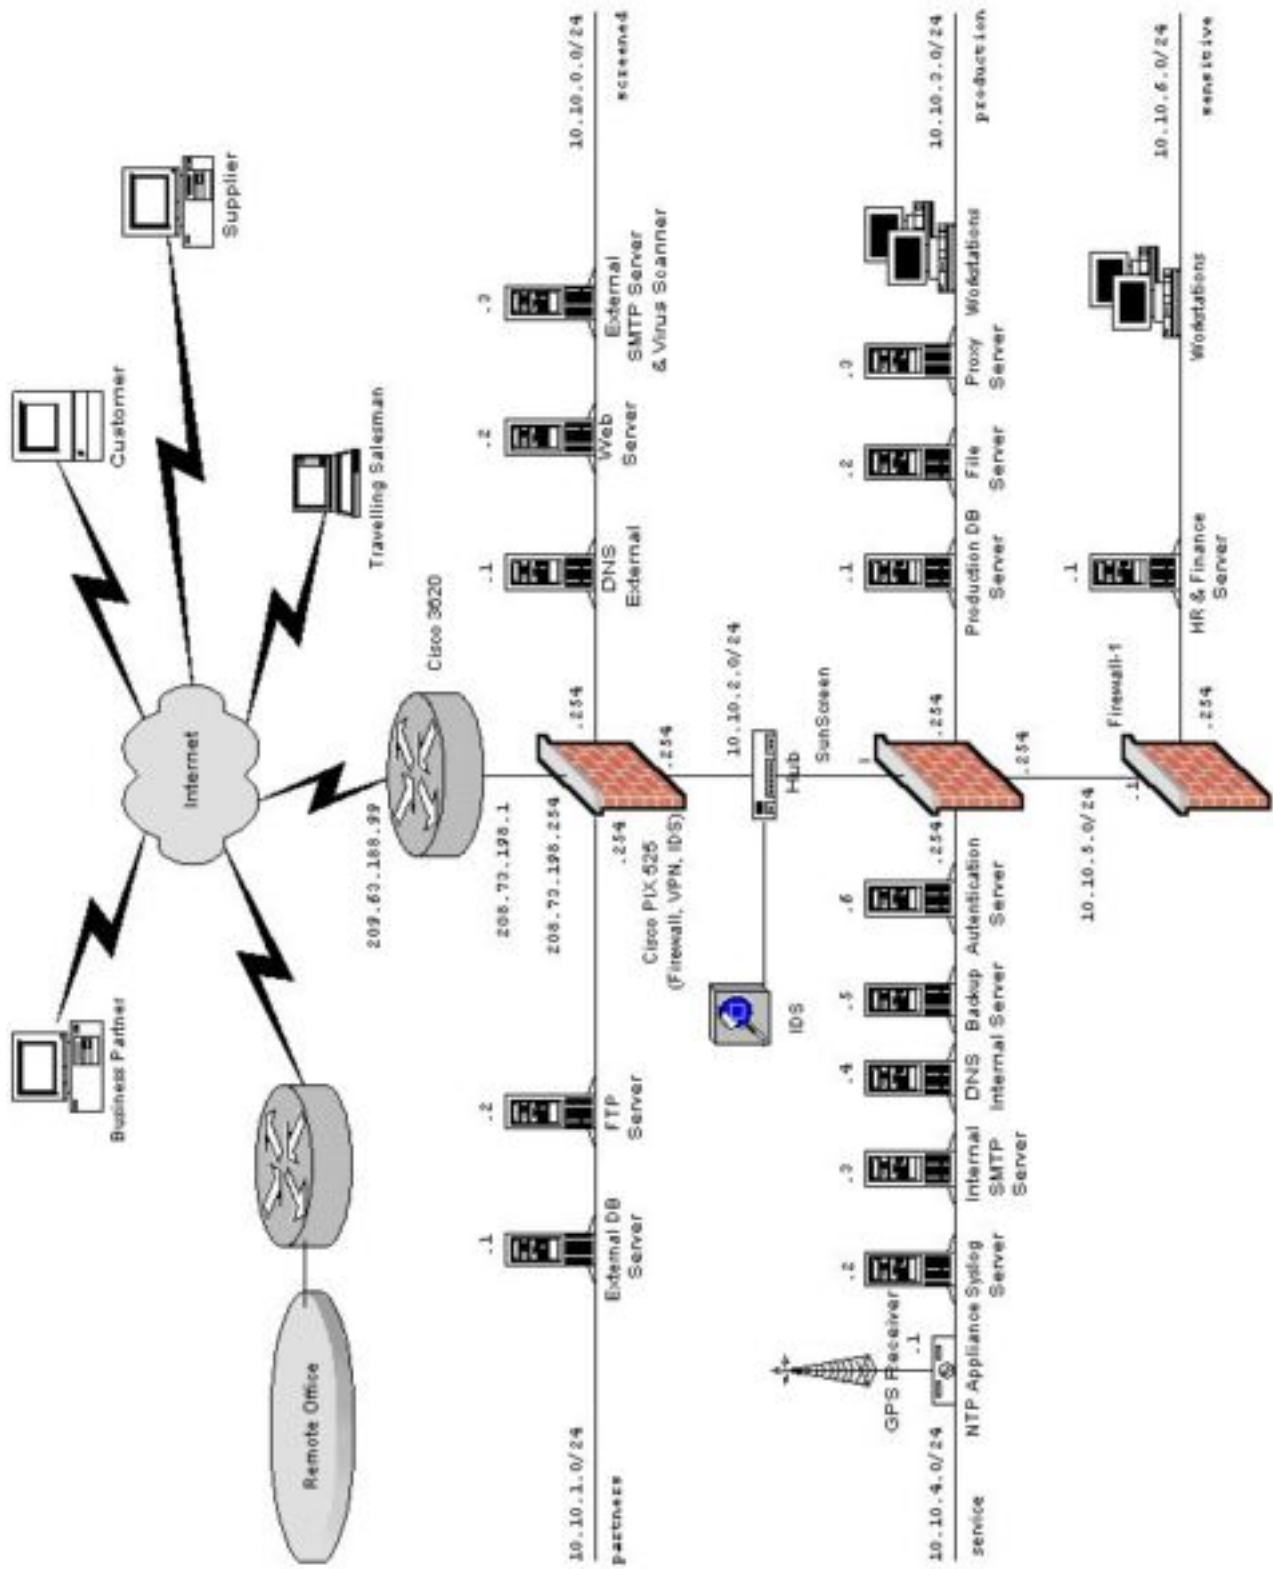 Business Partner
Customer
Supplier
Internet
Travelling Salesman
Remote Office
209.63.188.99
Cisco 3620
208.73.198.1
208.73.198.254
10.10.1.0/24
partners
.1
External DB
Server
.2
FTP
Server
.254
Cisco PIX 525
(Firewall, VPN, IDS)
.254
.254
.1
DNS
External
.2
Web
Server
.3
External
SMTP Server
& Virus Scanner
10.10.0.0/24
screened
10.10.2.0/24
IDS
Hub
SunScreen
10.10.4.0/24
service
GPS Receiver
.1
NTP Appliance
.2
Syslog
Server
.3
Internal
SMTP
Server
.4
DNS
Internal
.5
Backup
Server
.6
Autentication
Server
.254
.254
.254
.1
Production DB
Server
.2
File
Server
.3
Proxy
Server
Workstations
10.10.3.0/24
production
10.10.5.0/24
.1
Firewall-1
.254
.1
HR & Finance
Server
Workstations
10.10.6.0/24
sensitive